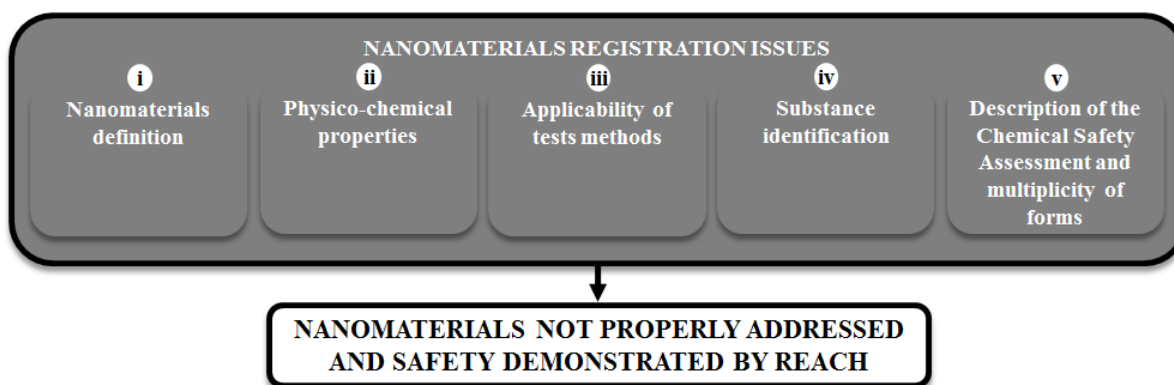 NANOMATERIALS REGISTRATION ISSUES
i
Nanomaterials
definition
ii
Physico-chemical
properties
iii
Applicability of
tests methods
iv
Substance
identification
v
Description of the
Chemical Safety
Assessment and
multiplicity of
forms
NANOMATERIALS NOT PROPERLY ADDRESSED
AND SAFETY DEMONSTRATED BY REACH